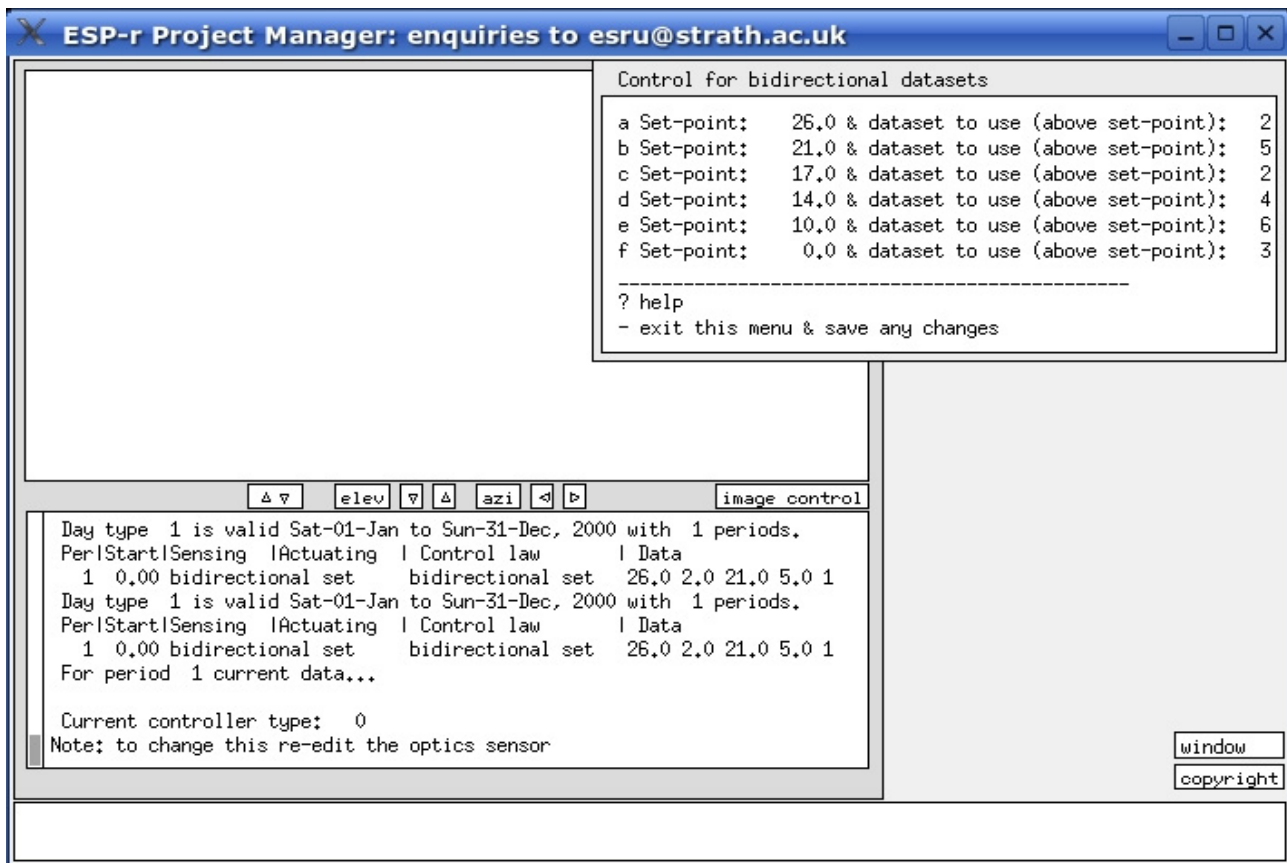 ESP-r Project Manager: enquiries to esru@strath.ac.uk
Control for bidirectional datasets
a Set-point: 26.0 & dataset to use (above set-point): 2
b Set-point: 21.0 & dataset to use (above set-point): 5
c Set-point: 17.0 & dataset to use (above set-point): 2
d Set-point: 14.0 & dataset to use (above set-point): 4
e Set-point: 10.0 & dataset to use (above set-point): 6
f Set-point: 0.0 & dataset to use (above set-point): 3
? help
- exit this menu & save any changes
elev azi image control
Day type 1 is valid Sat-01-Jan to Sun-31-Dec, 2000 with 1 periods.
Per|Start|Sensing |Actuating | Control law | Data
1 0.00 bidirectional set bidirectional set 26.0 2.0 21.0 5.0 1
Day type 1 is valid Sat-01-Jan to Sun-31-Dec, 2000 with 1 periods.
Per|Start|Sensing |Actuating | Control law | Data
1 0.00 bidirectional set bidirectional set 26.0 2.0 21.0 5.0 1
For period 1 current data...
Current controller type: 0
Note: to change this re-edit the optics sensor
window
copyright